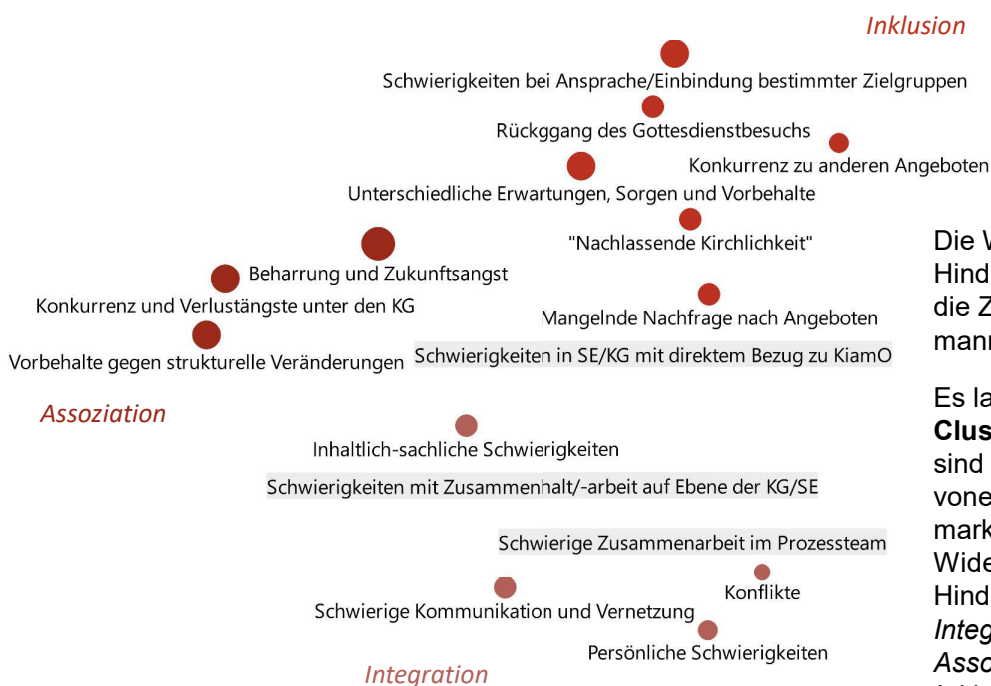 Inklusion
Schwierigkeiten bei Ansprache/Einbindung bestimmter Zielgruppen
Rückggang des Gottesdienstbesuchs
Konkurrenz zu anderen Angeboten
Unterschiedliche Erwartungen, Sorgen und Vorbehalte
"Nachlassende Kirchlichkeit"
Beharrung und Zukunftsangst
Konkurrenz und Verlustängste unter den KG
Mangelnde Nachfrage nach Angeboten
Vorbehalte gegen strukturelle Veränderungen
Schwierigkeiten in SE/KG mit direktem Bezug zu KiamO
Assoziation
Inhaltlich-sachliche Schwierigkeiten
Schwierigkeiten mit Zusammenhalt/-arbeit auf Ebene der KG/SE
Schwierige Zusammenarbeit im Prozessteam
Konflikte
Schwierige Kommunikation und Vernetzung
Persönliche Schwierigkeiten
Integration
Die W
Hind
die Z
mann
Es la
Clus
sind
vone
mark
Wide
Hind
Integ
Asso